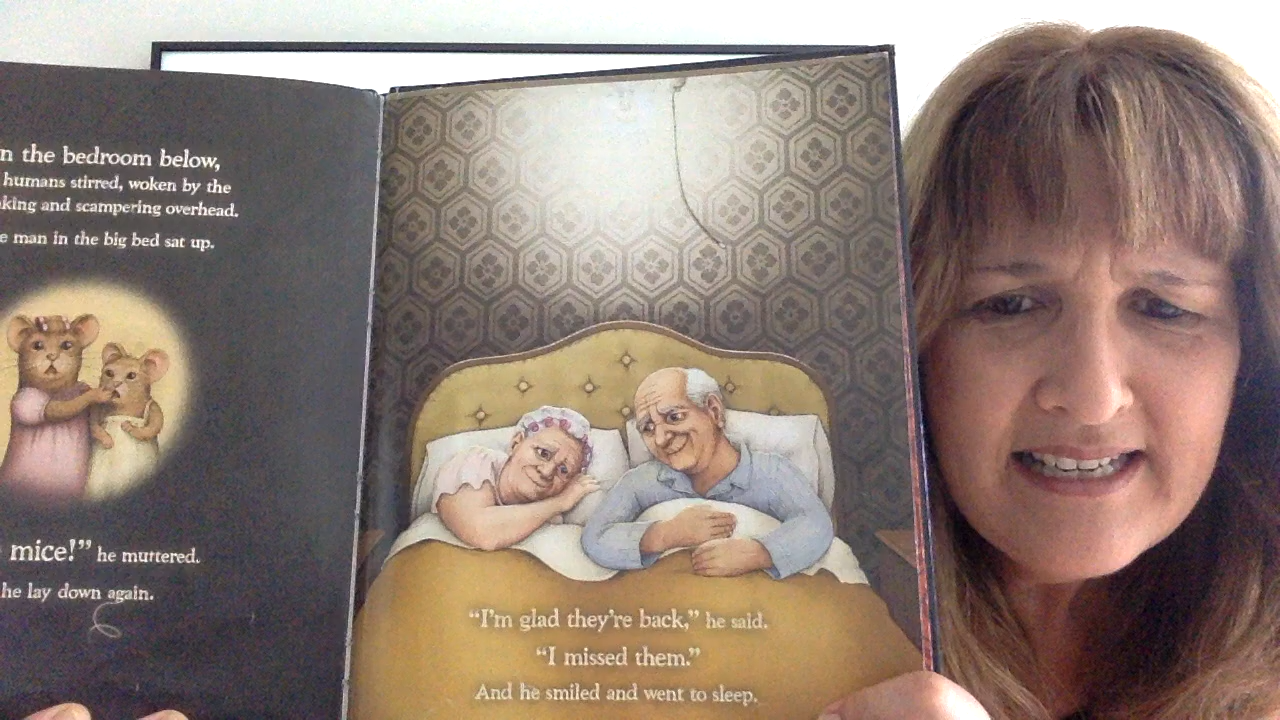 n the bedroom below,
humans stirred, woken by the
king and scampering overhead.
e man in the big bed sat up.
mice!” he muttered.
he lay down again.
“I’m glad they’re back,” he said.
“I missed them.”
And he smiled and went to sleep.